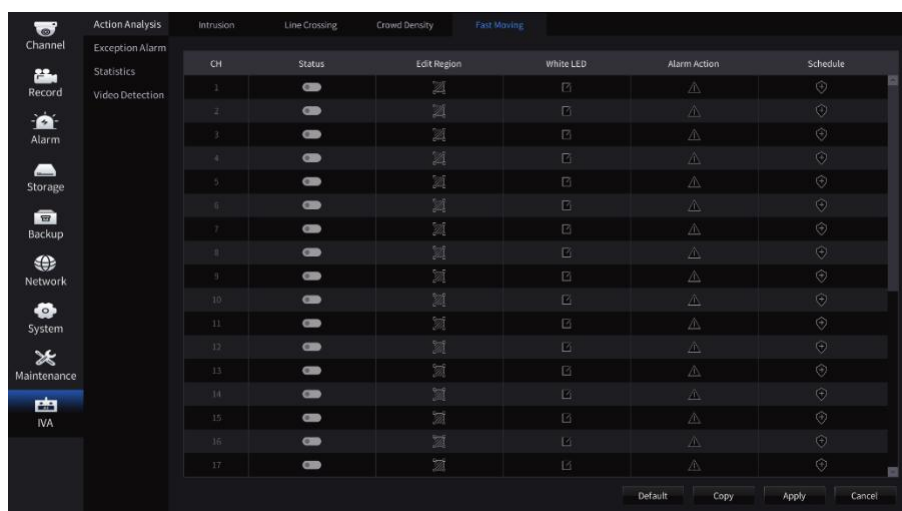 Channel
Record
Alarm
Storage
Backup
Network
System
Maintenance
IVA
Action Analysis
Exception Alarm
Statistics
Video Detection
Intrusion Line Crossing Crowd Density Fast Moving
CH Status Edit Region White LED Alarm Action Schedule
1
2
3
4
5
6
7
8
9
10
11
12
13
14
15
16
17
Default Copy Apply Cancel